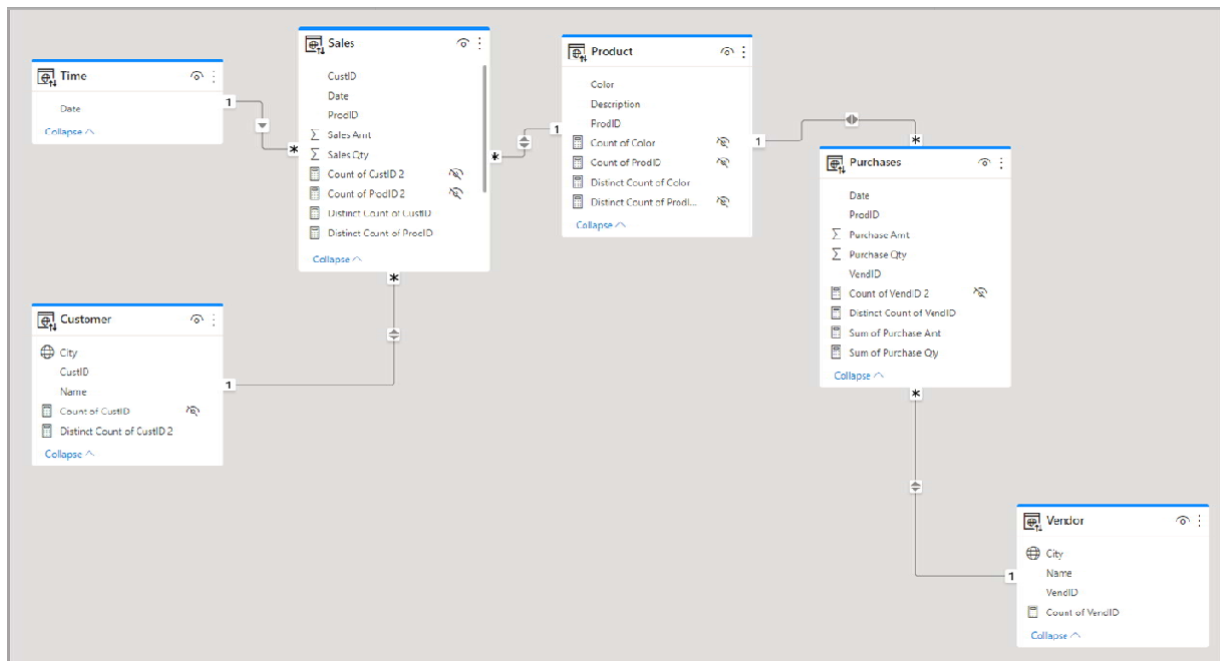 Time
Date
Collapse
1
*
Sales
CustID
Date
ProdID
Sales Amt
Sales Qty
Count of CustID 2
Count of ProdID 2
Distinct Count of CustID
Distinct Count of ProdID
Collapse
*
*
1
Product
Color
Description
ProdID
Count of Color
Count of ProdID
Distinct Count of Color
Distinct Count of ProdI...
Collapse
1
*
Purchases
Date
ProdID
Purchase Amt
Purchase Qty
VendID
Count of VendID 2
Distinct Count of VendID
Sum of Purchase Amt
Sum of Purchase Qty
Collapse
*
Customer
City
CustID
Name
Count of CustID
Distinct Count of CustID 2
Collapse
1
Vendor
City
Name
VendID
Count of VendID
Collapse
1